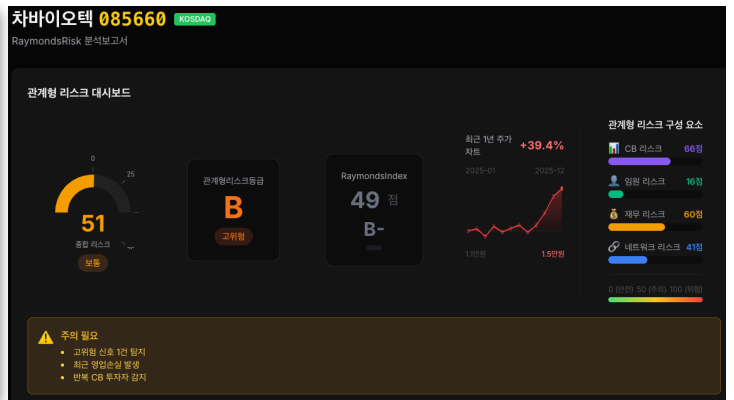 차바이오텍 085660 KOSDAQ
RaymondsRisk 분석보고서
관계형 리스크 대시보드
0
25
51
종합 리스크
보통
관계형리스크등급
B
고위험
RaymondsIndex
49 점
B-
최근 1년 주가 차트
+39.4%
2025-01 2025-12
1.1만원 1.5만원
관계형 리스크 구성 요소
CB 리스크 66점
임원 리스크 16점
재무 리스크 60점
네트워크 리스크 41점
0 (안전) 50 (주의) 100 (위험)
주의 필요
고위험 신호 1건 탐지
최근 영업손실 발생
반복 CB 투자자 감지